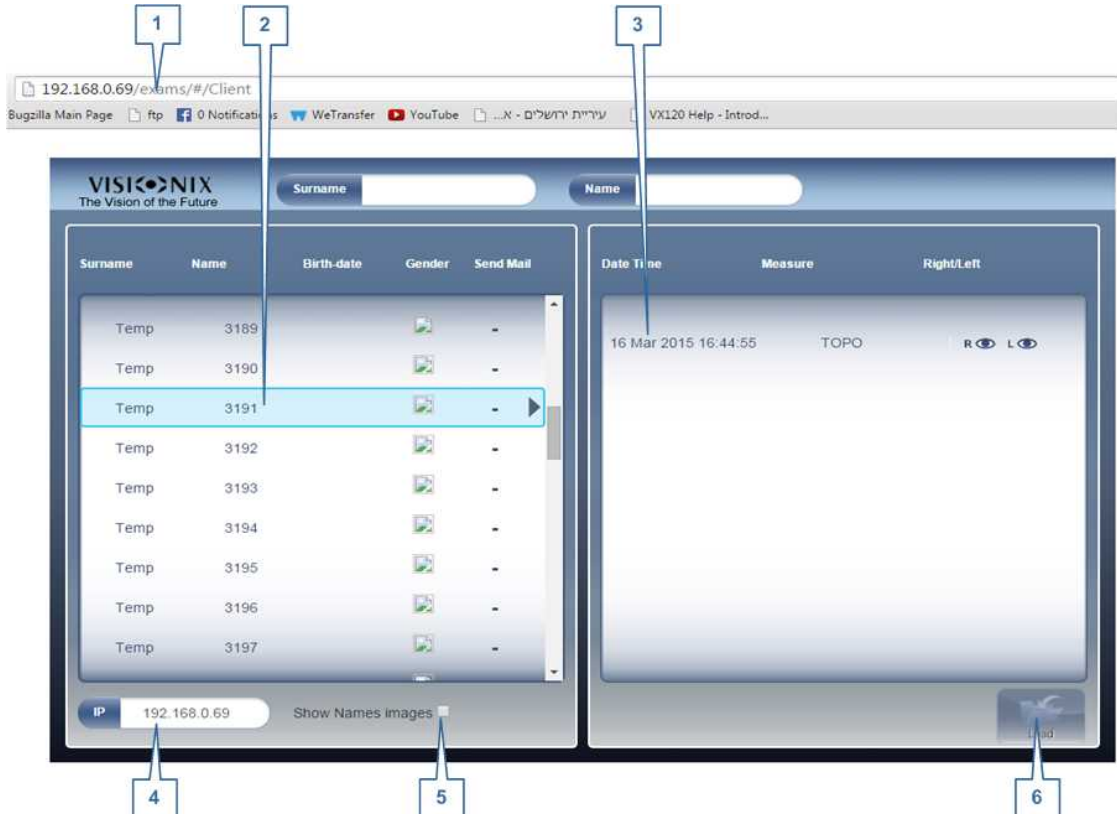 1 2 3
192.168.0.69/exams/#/Client
Bugzilla Main Page ftp 0 Notifications WeTransfer YouTube עיריית ירושלים - א... VX120 Help - Introd...
VISIONIX Surname Name
The Vision of the Future
Surname Name Birth-date Gender Send Mail Date Time Measure Right/Left
Temp 3189 -
16 Mar 2015 16:44:55 TOPO R L
Temp 3190 -
Temp 3191 -
Temp 3192 -
Temp 3193 -
Temp 3194 -
Temp 3195 -
Temp 3196 -
Temp 3197 -
IP 192.168.0.69 Show Names images
Load
4 5 6